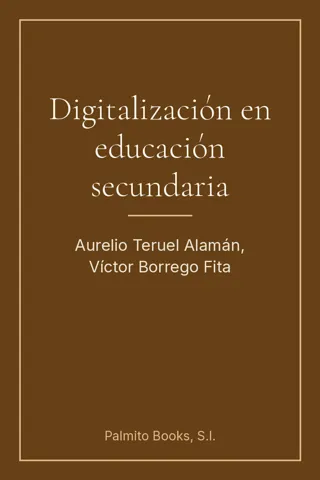 Digitalización en
educación
secundaria
Aurelio Teruel Alamán,
Víctor Borrego Fita
Palmito Books, S.l.